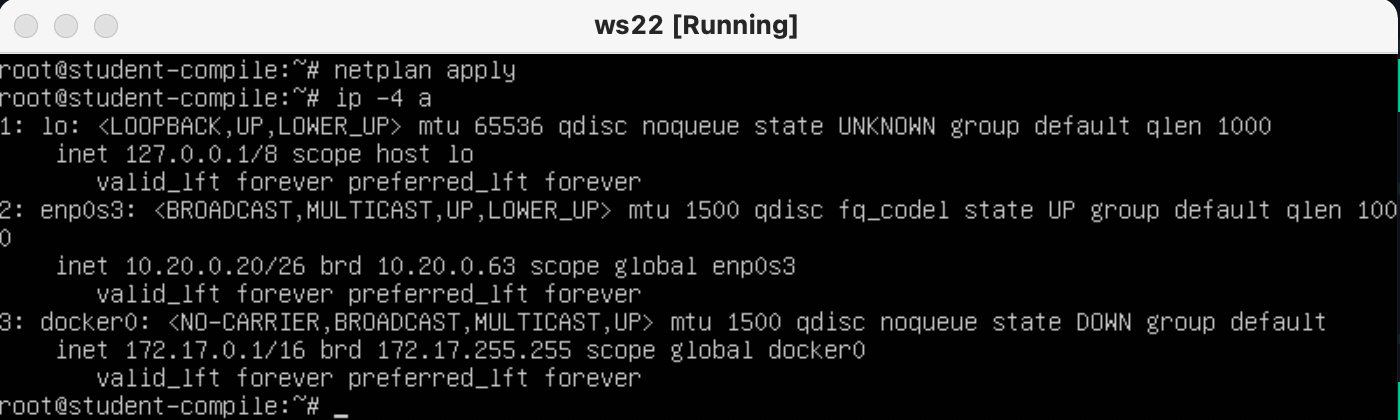 ws22 [Running]
root@student-compile:~# netplan apply
root@student-compile:~# ip -4 a
1: lo: <LOOPBACK,UP,LOWER_UP> mtu 65536 qdisc noqueue state UNKNOWN group default qlen 1000
    inet 127.0.0.1/8 scope host lo
       valid_lft forever preferred_lft forever
2: enp0s3: <BROADCAST,MULTICAST,UP,LOWER_UP> mtu 1500 qdisc fq_codel state UP group default qlen 100
0
    inet 10.20.0.20/26 brd 10.20.0.63 scope global enp0s3
       valid_lft forever preferred_lft forever
3: docker0: <NO-CARRIER,BROADCAST,MULTICAST,UP> mtu 1500 qdisc noqueue state DOWN group default
    inet 172.17.0.1/16 brd 172.17.255.255 scope global docker0
       valid_lft forever preferred_lft forever
root@student-compile:~# _